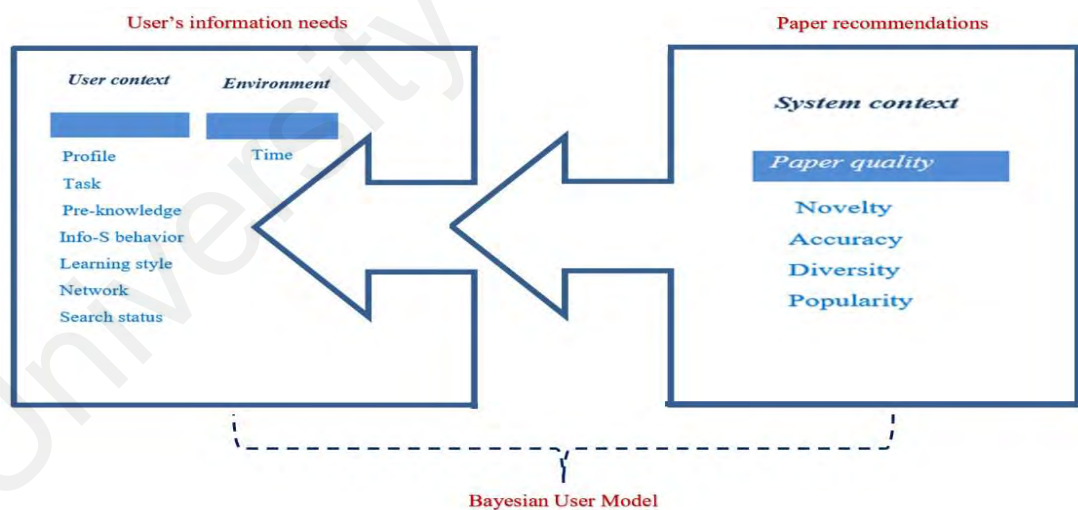 User's information needs
Paper recommendations
User context
Environment
Profile
Time
Task
Pre-knowledge
Info-S behavior
Learning style
Network
Search status
System context
Paper quality
Novelty
Accuracy
Diversity
Popularity
Bayesian User Model
University